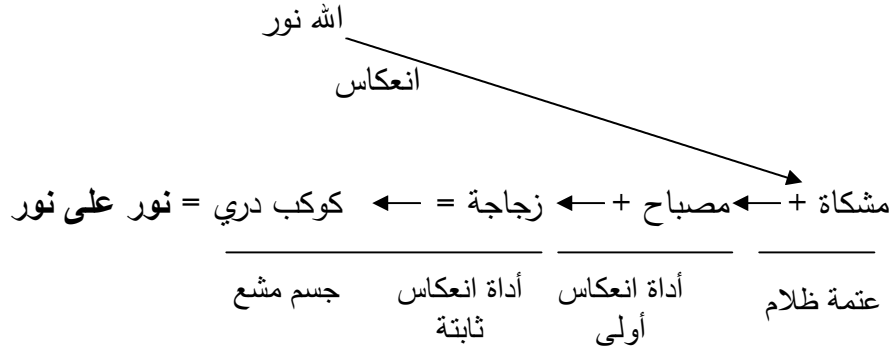 الله نور
انعكاس
مشكاة + مصباح + زجاجة = كوكب دري = نور على نور
عتمة ظلام
أداة انعكاس
أولى
أداة انعكاس
ثابتة
جسم مشع